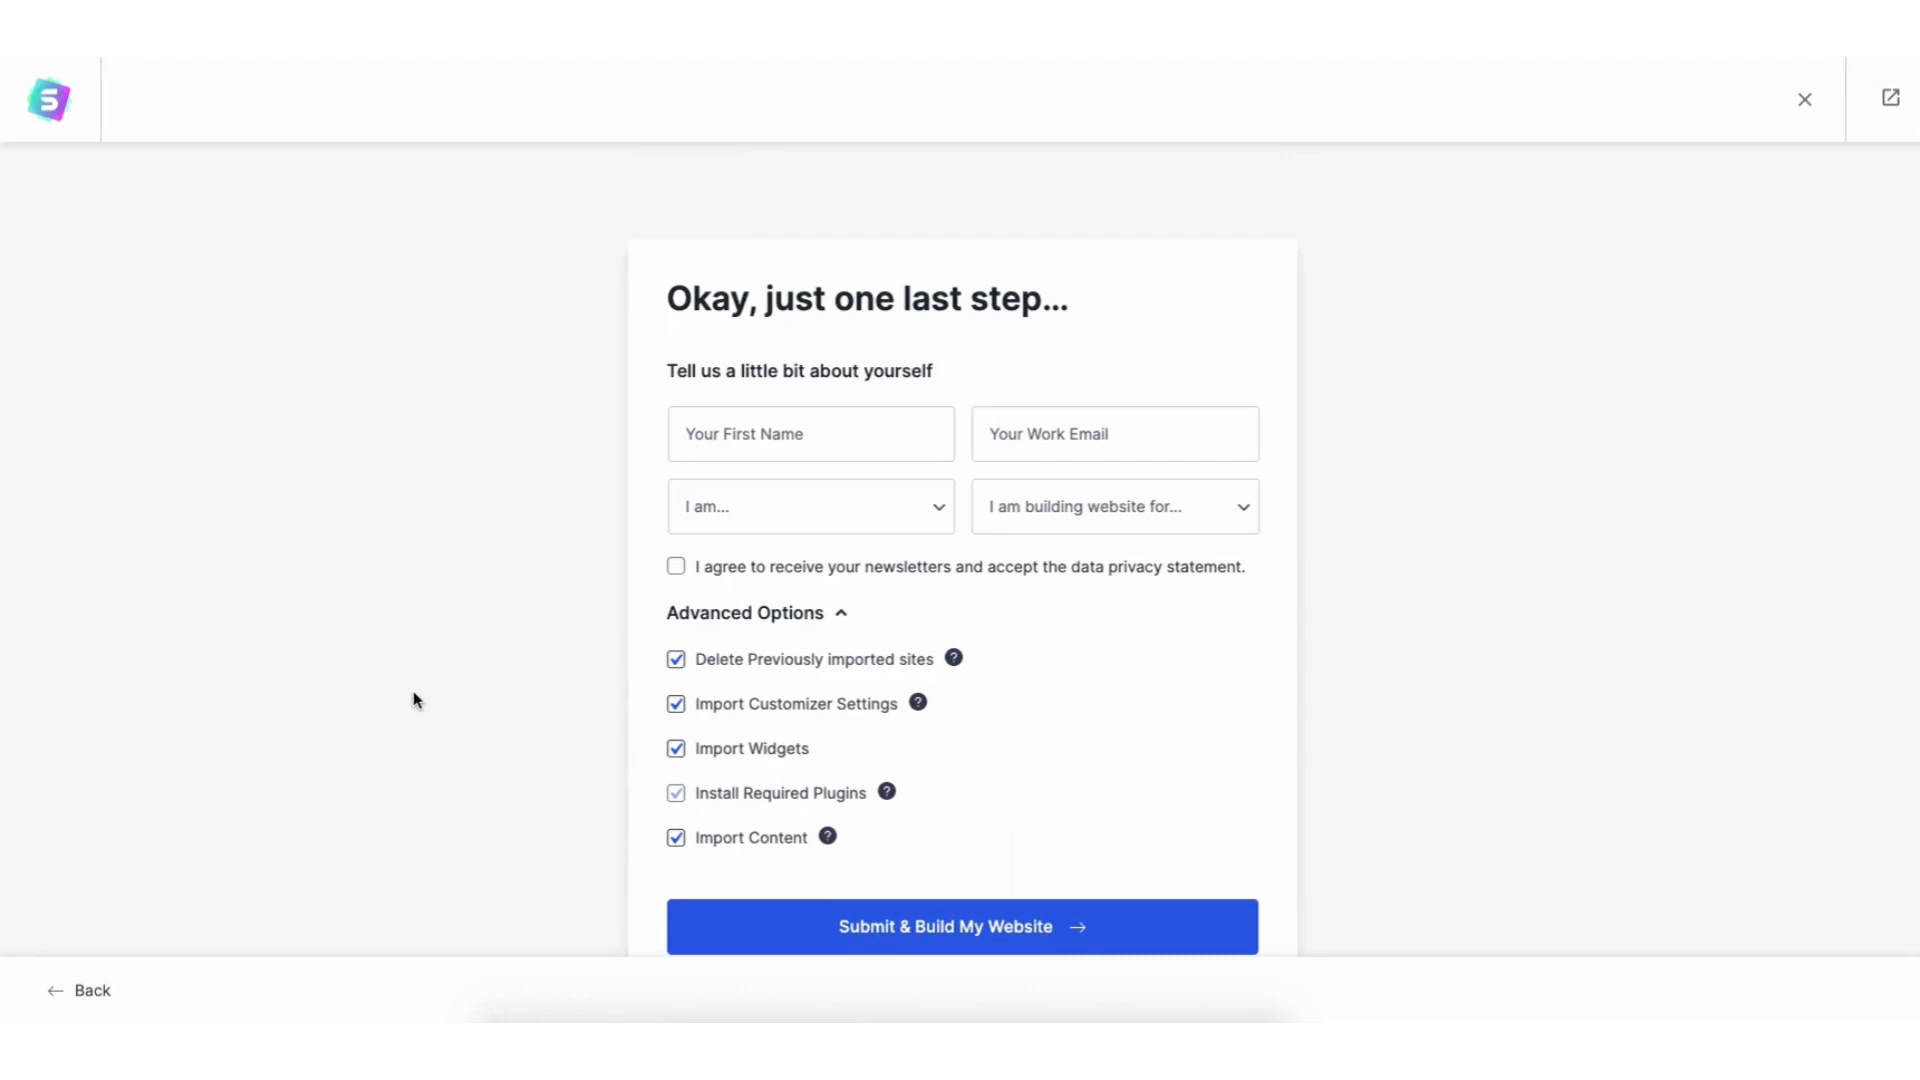 S
Okay, just one last step...
Tell us a little bit about yourself
Your First Name
Your Work Email
I am...
I am building website for...
I agree to receive your newsletters and accept the data privacy statement.
Advanced Options
Delete Previously imported sites ?
Import Customizer Settings ?
Import Widgets
Install Required Plugins ?
Import Content ?
Submit & Build My Website →
← Back